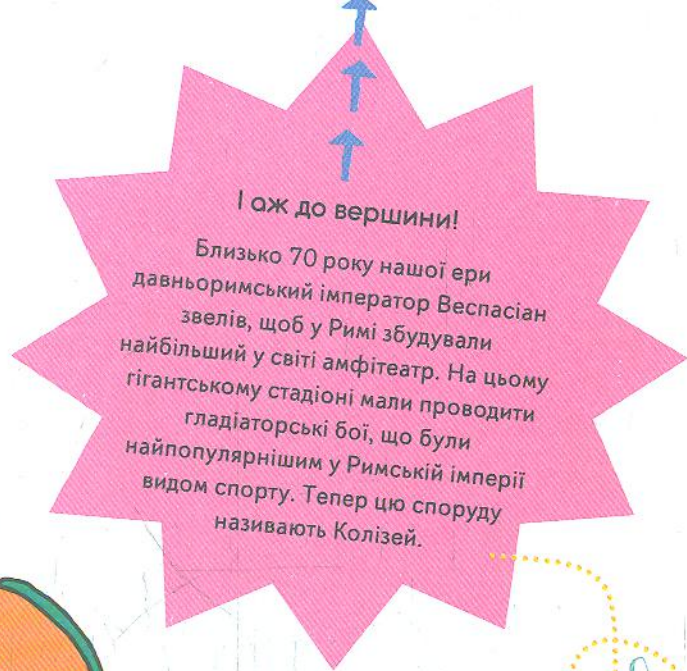 І аж до вершини!
Близько 70 року нашої ери
давньоримський імператор Веспасіан
звелів, щоб у Римі збудували
найбільший у світі амфітеатр. На цьому
гігантському стадіоні мали проводити
гладіаторські бої, що були
найпопулярнішим у Римській імперії
видом спорту. Тепер цю споруду
називають Колізей.